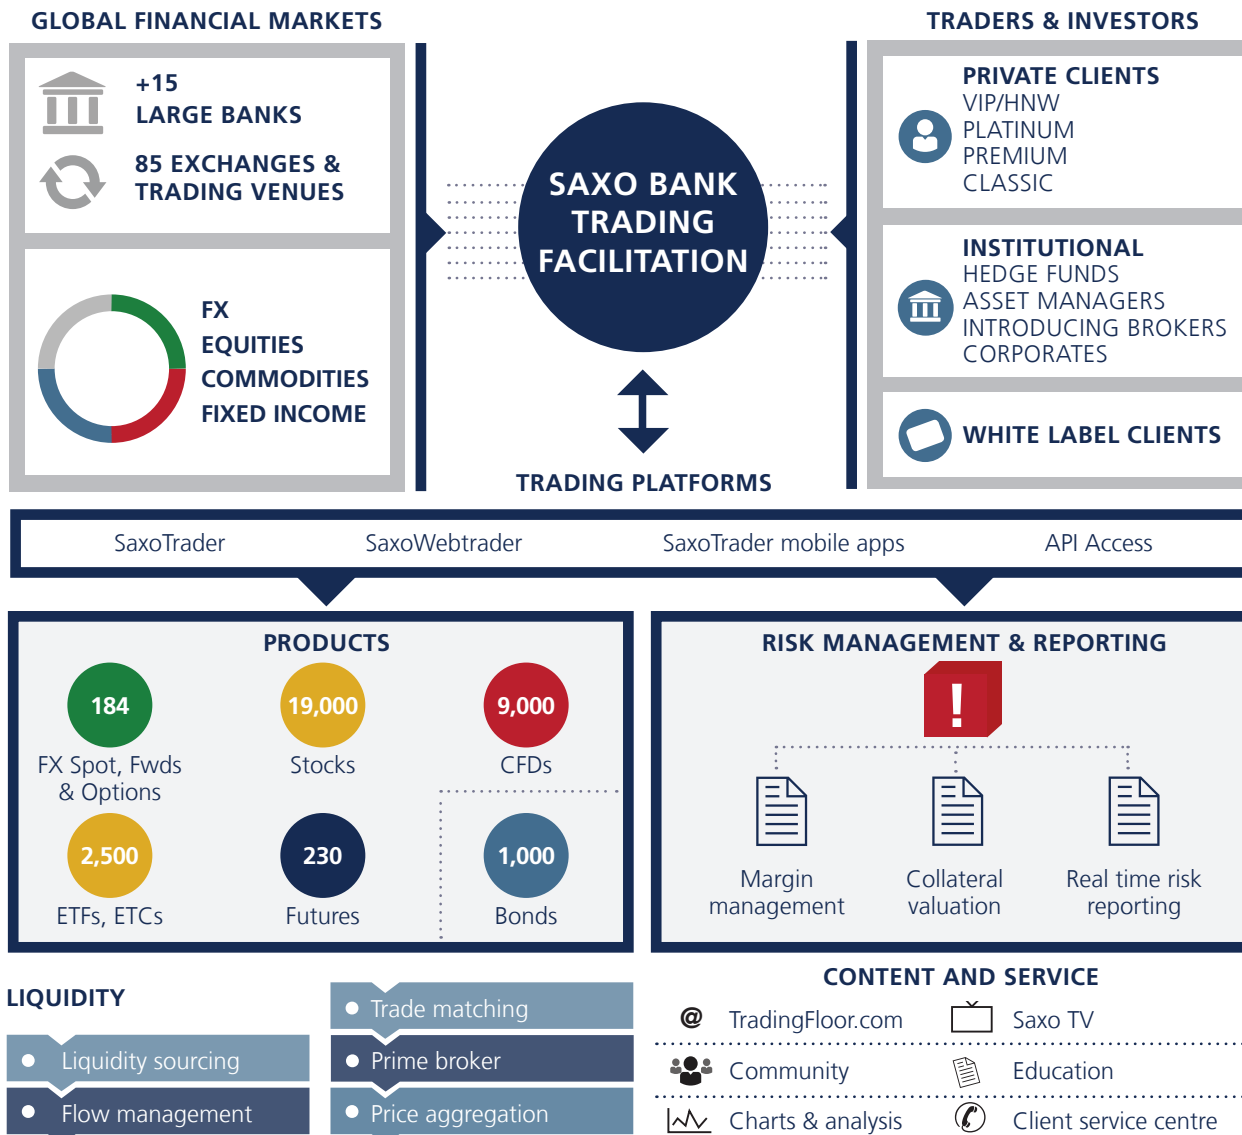 GLOBAL FINANCIAL MARKETS
+15
LARGE BANKS
85 EXCHANGES &
TRADING VENUES
FX
EQUITIES
COMMODITIES
FIXED INCOME
SAXO BANK
TRADING
FACILITATION
TRADERS & INVESTORS
PRIVATE CLIENTS
VIP/HNW
PLATINUM
PREMIUM
CLASSIC
INSTITUTIONAL
HEDGE FUNDS
ASSET MANAGERS
INTRODUCING BROKERS
CORPORATES
WHITE LABEL CLIENTS
TRADING PLATFORMS
SaxoTrader
SaxoWebtrader
SaxoTrader mobile apps
API Access
PRODUCTS
184
FX Spot, Fwds
& Options
19,000
Stocks
9,000
CFDs
2,500
ETFs, ETCs
230
Futures
1,000
Bonds
RISK MANAGEMENT & REPORTING
!
Margin
management
Collateral
valuation
Real time risk
reporting
LIQUIDITY
Liquidity sourcing
Flow management
Trade matching
Prime broker
Price aggregation
CONTENT AND SERVICE
@ TradingFloor.com
Saxo TV
Community
Education
Charts & analysis
Client service centre